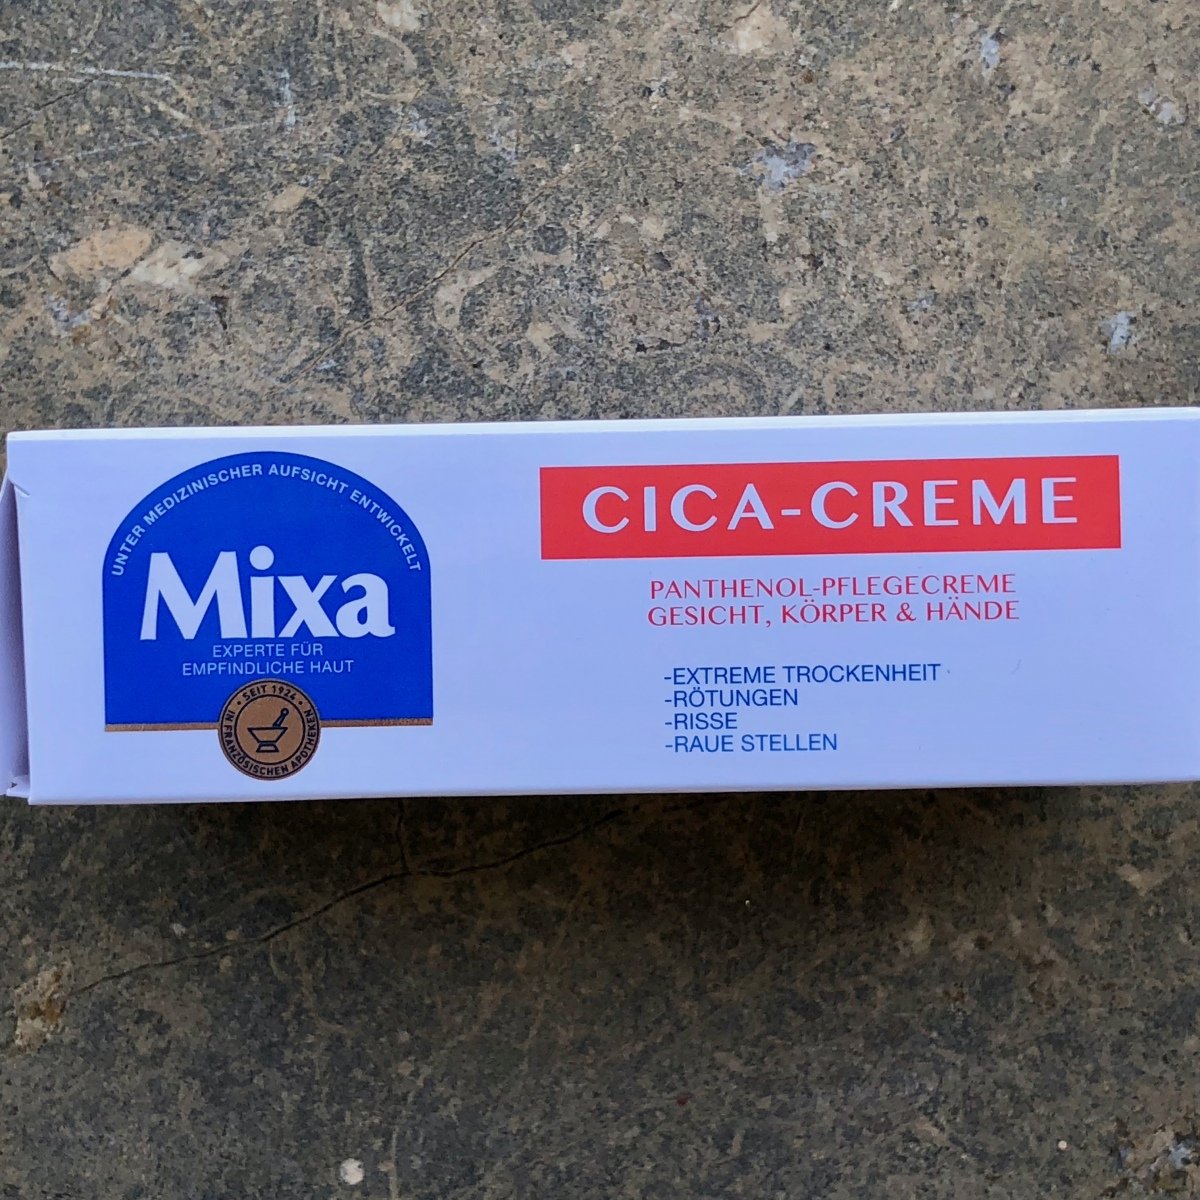 UNTER MEDIZINISCHER AUFSICHT ENTWICKELT
Mixa
EXPERTE FÜR
EMPFINDLICHE HAUT
SEIT 1924
IN FRANZÖSISCHEN APOTHEKEN
CICA-CREME
PANTHENOL-PFLEGECREME
GESICHT, KÖRPER & HÄNDE
-EXTREME TROCKENHEIT
-RÖTUNGEN
-RISSE
-RAUE STELLEN